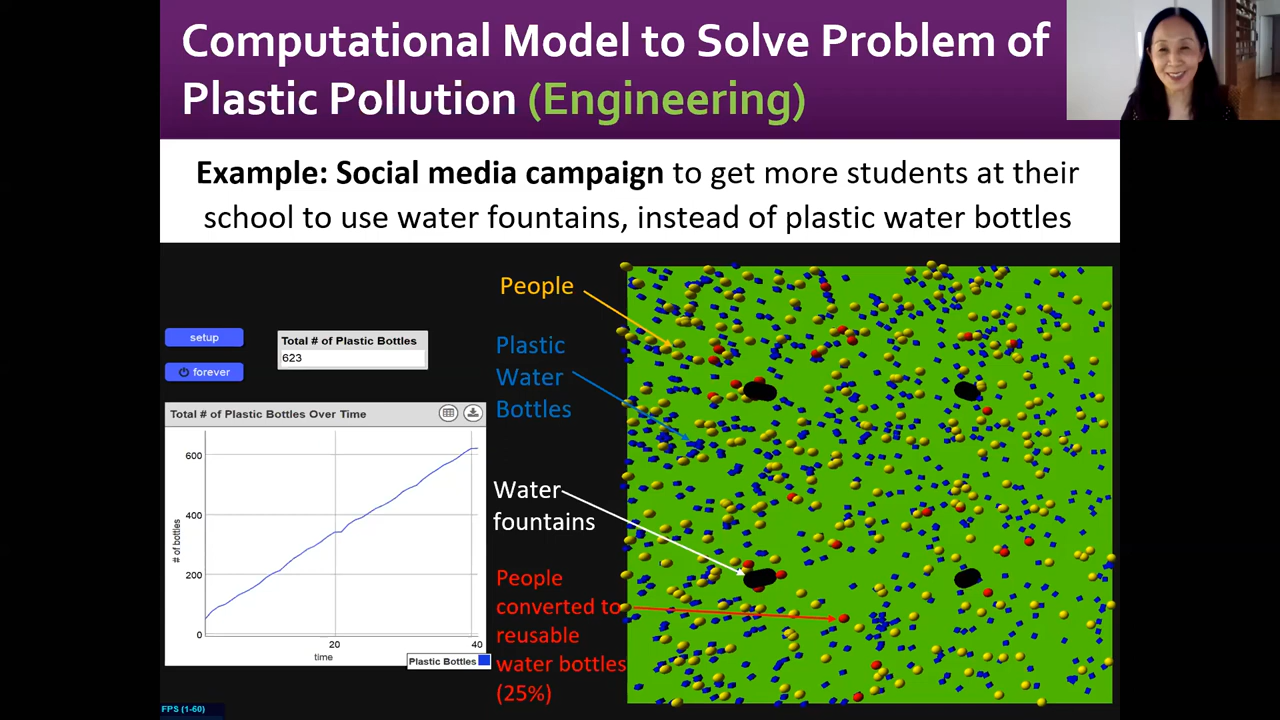 Computational Model to Solve Problem of
Plastic Pollution (Engineering)
Example: Social media campaign to get more students at their
school to use water fountains, instead of plastic water bottles
setup
forever
Total # of Plastic Bottles
623
Total # of Plastic Bottles Over Time
600
400
200
0
# of bottles
20
40
time
Plastic Bottles
People
Plastic
Water
Bottles
Water
fountains
People
converted to
reusable
water bottles
(25%)
FPS (1-60)